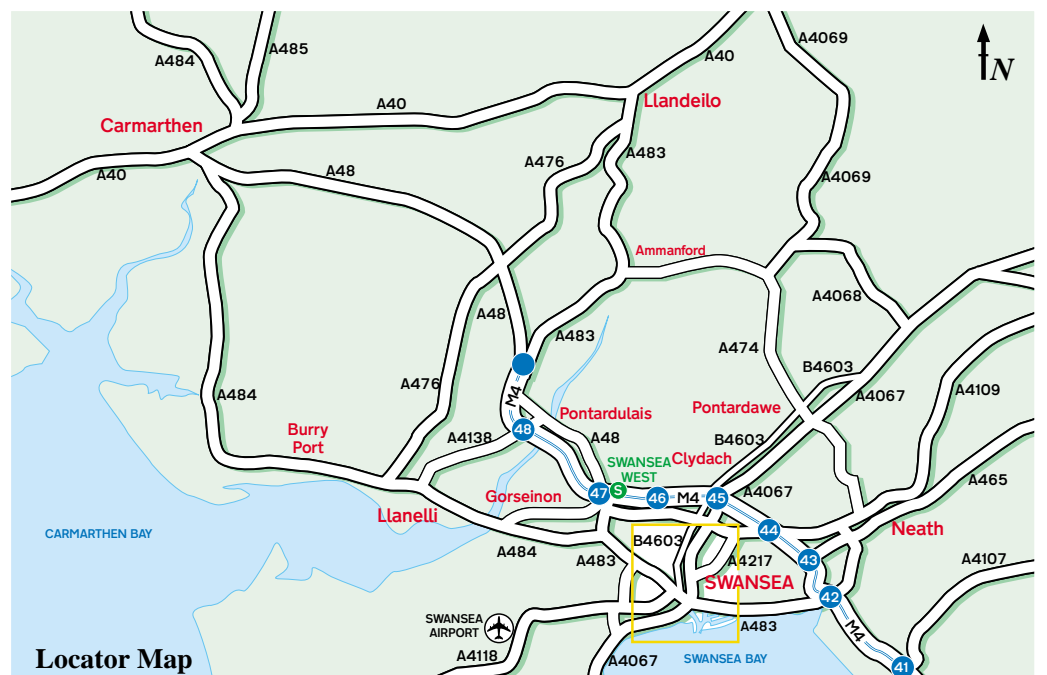 A485
A484
A40
A4069
N
Llandeilo
A40
Carmarthen
A483
A476
A48
A40
A4069
Ammanford
A4068
A48
A483
A474
B4603
A4067
A4109
A476
A484
M4
Pontardulais
Pontardawe
Burry
Port
48
A4138
A48
B4603
SWANSEA
WEST
Clydach
A465
Gorseinon
47
S
46
M4
45
A4067
Llanelli
44
Neath
CARMARTHEN BAY
A484
A483
B4603
A4217
43
A4107
SWANSEA
42
SWANSEA
AIRPORT
A483
M4
Locator Map
A4118
A4067
SWANSEA BAY
41